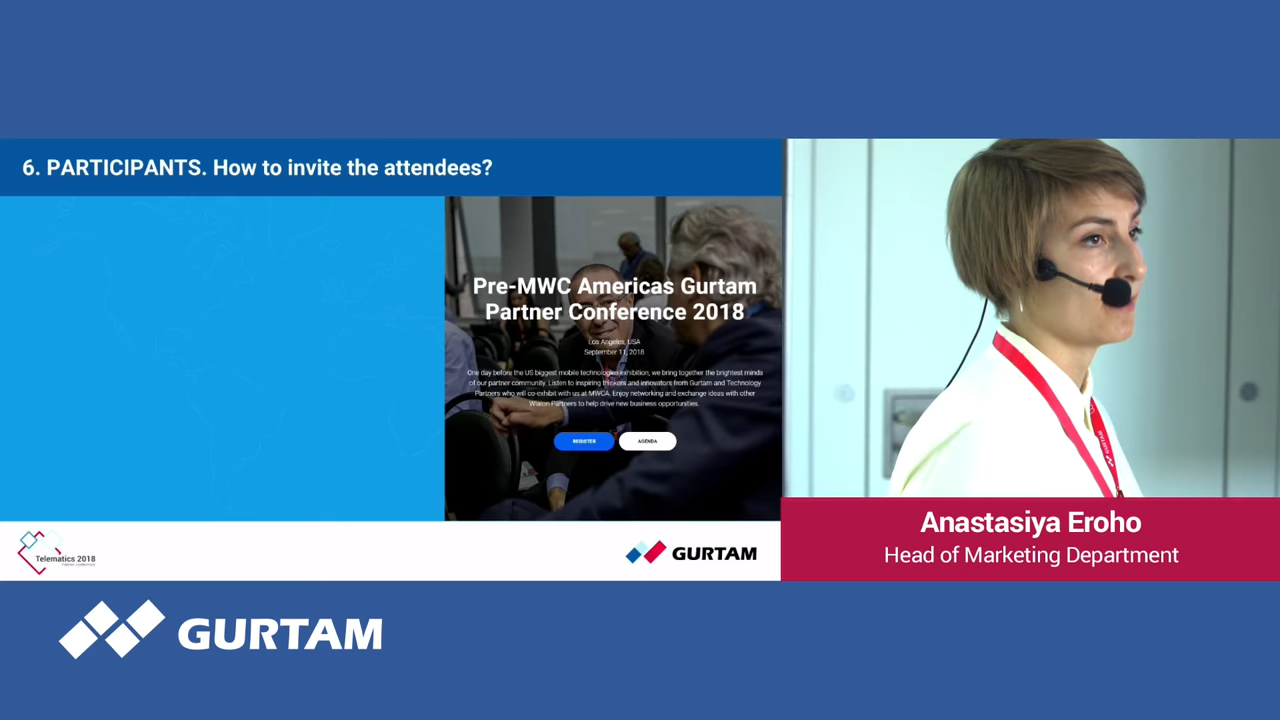 6. PARTICIPANTS. How to invite the attendees?
Pre-MWC Americas Gurtam
Partner Conference 2018
Los Angeles, USA
September 11, 2018
One day before the US biggest mobile technologies exhibition, we bring together the brightest minds
of our partner community. Listen to inspiring thinkers and innovators from Gurtam and Technology
Partners who will co-exhibit with us at MWCA. Enjoy networking and exchange ideas with other
Wialon Partners to help drive new business opportunities.
REGISTER
AGENDA
Telematics 2018
Partner Conference
GURTAM
GURTAM
Anastasiya Eroho
Head of Marketing Department
GURTAM